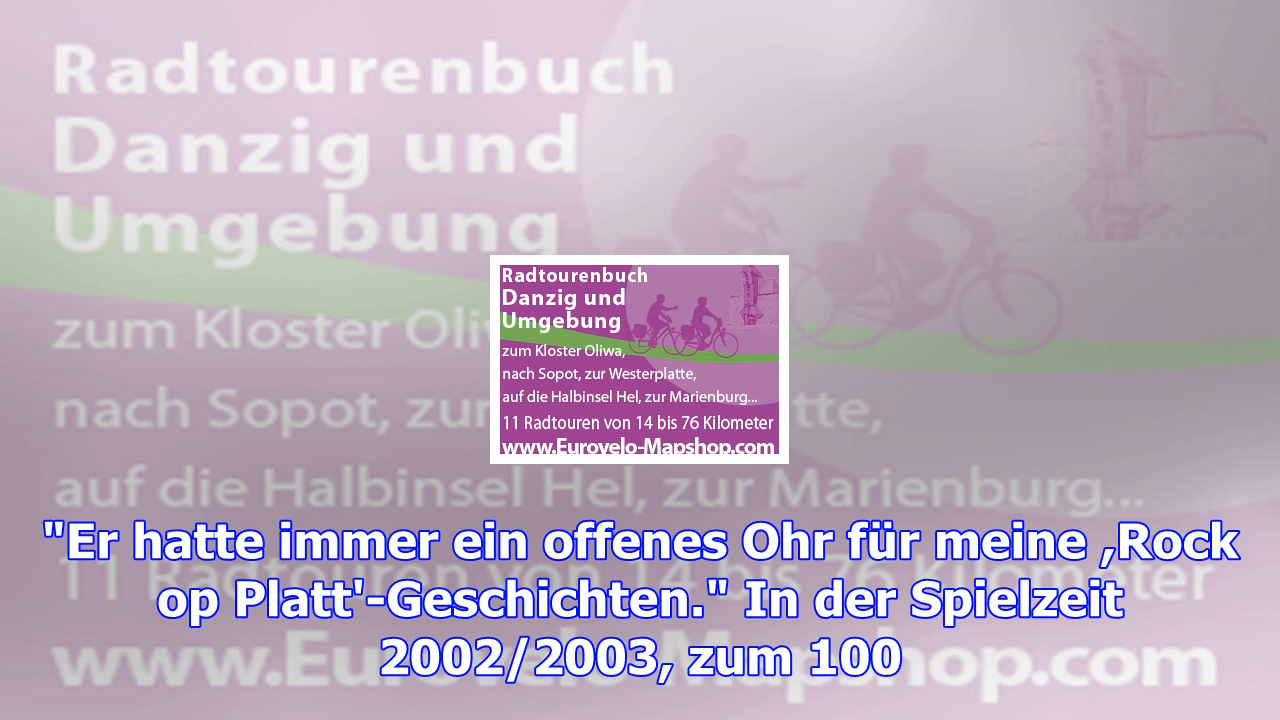 Radtourenbuch
Danzig und
Umgebung
zum Kloster Oliwa,
nach Sopot, zur Westerplatte,
auf die Halbinsel Hel, zur Marienburg...
11 Radtouren von 14 bis 76 Kilometer
www.Eurovelo-Mapshop.com
"Er hatte immer ein offenes Ohr für meine ‚Rock
op Platt'-Geschichten." In der Spielzeit
2002/2003, zum 100